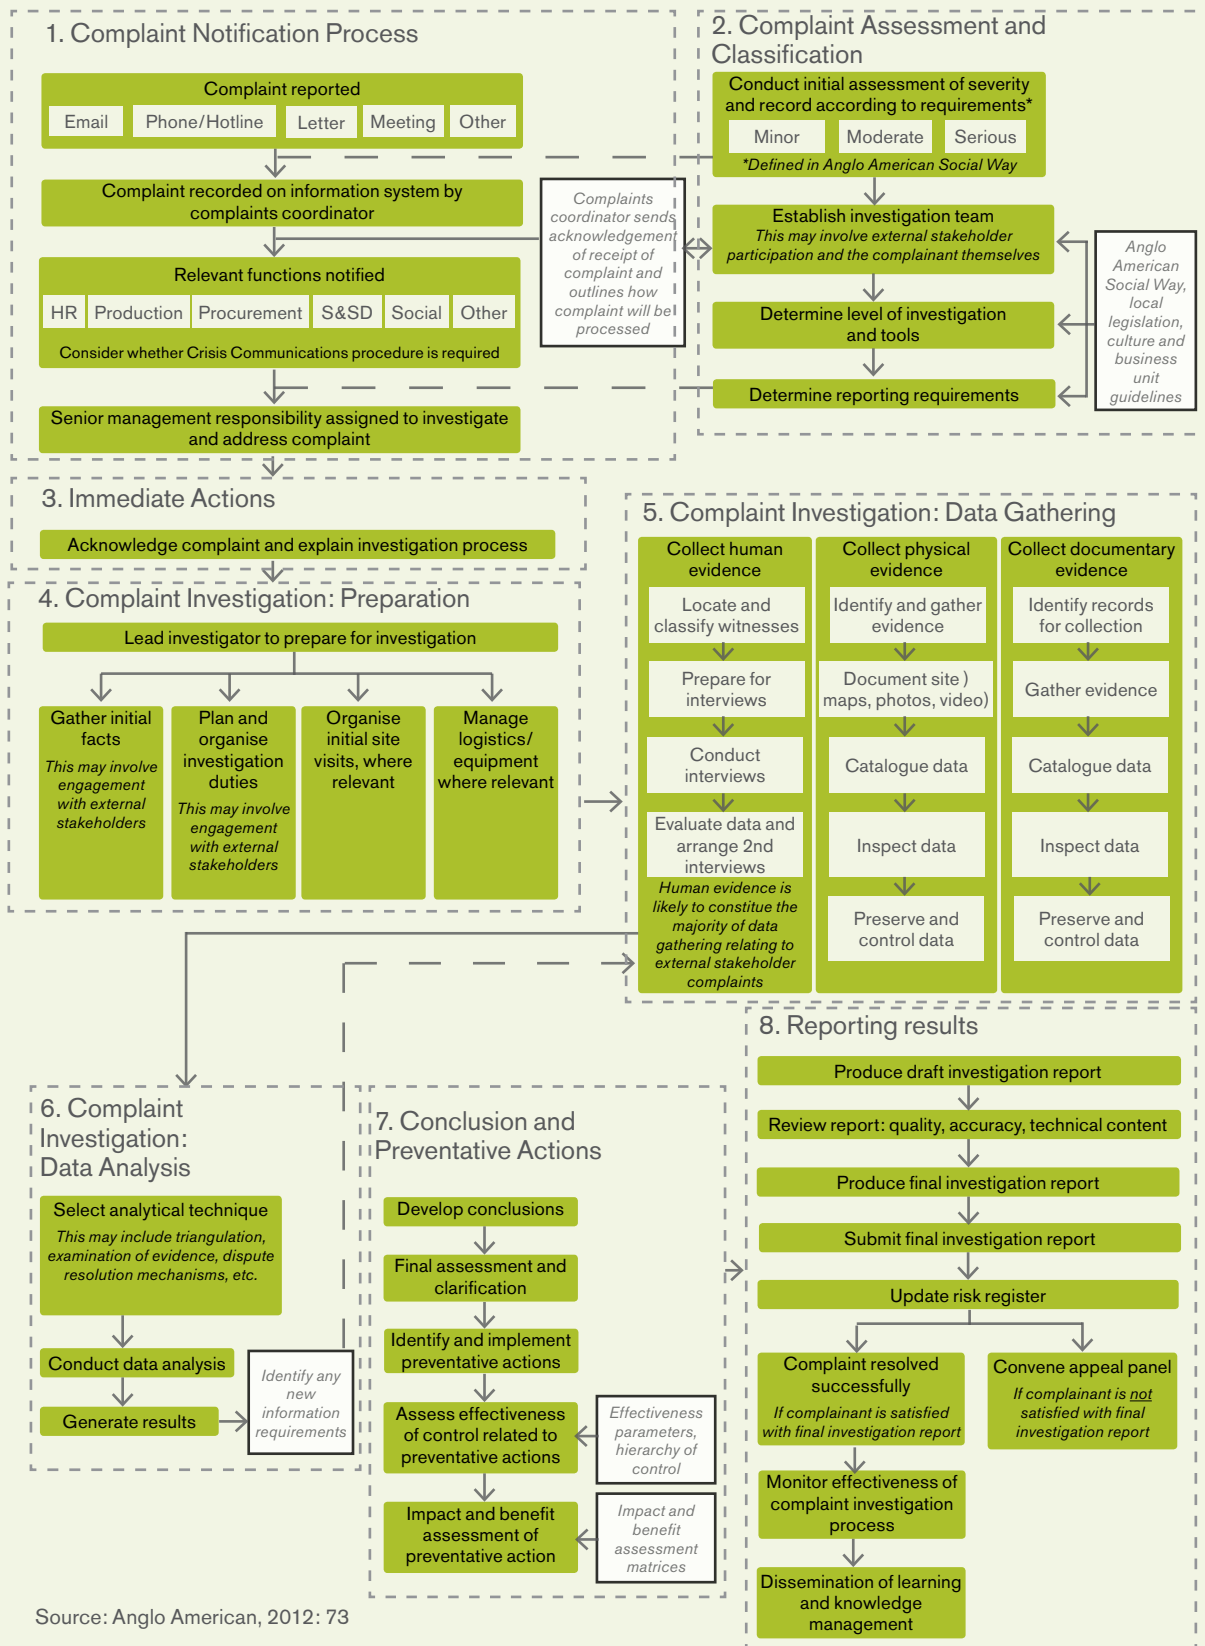 1. Complaint Notification Process
Complaint reported
Email
Phone/Hotline
Letter
Meeting
Other
Complaint recorded on information system by
complaints coordinator
Relevant functions notified
HR
Production
Procurement
S&SD
Social
Other
Consider whether Crisis Communications procedure is required
Senior management responsibility assigned to investigate
and address complaint
Complaints
coordinator sends
acknowledgement
of receipt of
complaint and
outlines how
complaint will be
processed
2. Complaint Assessment and
Classification
Conduct initial assessment of severity
and record according to requirements*
Minor
Moderate
Serious
*Defined in Anglo American Social Way
Establish investigation team
This may involve external stakeholder
participation and the complainant themselves
Determine level of investigation
and tools
Determine reporting requirements
Anglo
American
Social Way,
local
legislation,
culture and
business
unit
guidelines
3. Immediate Actions
Acknowledge complaint and explain investigation process
4. Complaint Investigation: Preparation
Lead investigator to prepare for investigation
Gather initial
facts
This may involve
engagement
with external
stakeholders
Plan and
organise
investigation
duties
This may involve
engagement
with external
stakeholders
Organise
initial site
visits, where
relevant
Manage
logistics/
equipment
where relevant
5. Complaint Investigation: Data Gathering
Collect human
evidence
Locate and
classify witnesses
Prepare for
interviews
Conduct
interviews
Evaluate data and
arrange 2nd
interviews
Human evidence is
likely to constitute the
majority of data
gathering relating to
external stakeholder
complaints
Collect physical
evidence
Identify and gather
evidence
Document site )
maps, photos, video)
Catalogue data
Inspect data
Preserve and
control data
Collect documentary
evidence
Identify records
for collection
Gather evidence
Catalogue data
Inspect data
Preserve and
control data
6. Complaint
Investigation:
Data Analysis
Select analytical technique
This may include triangulation,
examination of evidence, dispute
resolution mechanisms, etc.
Conduct data analysis
Generate results
Identify any
new
information
requirements
7. Conclusion and
Preventative Actions
Develop conclusions
Final assessment and
clarification
Identify and implement
preventative actions
Assess effectiveness
of control related to
preventative actions
Impact and benefit
assessment of
preventative action
Effectiveness
parameters,
hierarchy of
control
Impact and
benefit
assessment
matrices
8. Reporting results
Produce draft investigation report
Review report: quality, accuracy, technical content
Produce final investigation report
Submit final investigation report
Update risk register
Complaint resolved
successfully
If complainant is satisfied
with final investigation report
Convene appeal panel
If complainant is not
satisfied with final
investigation report
Monitor effectiveness of
complaint investigation
process
Dissemination of learning
and knowledge
management
Source: Anglo American, 2012: 73